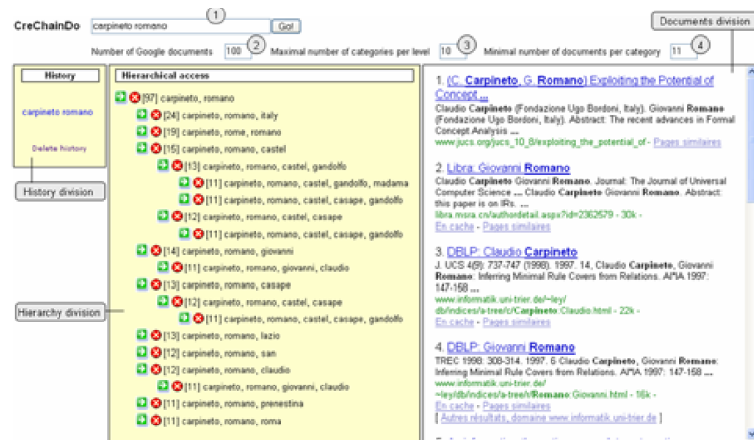 CreChainDo carpineto romano Go! 1
Documents division
Number of Google documents 100 2 Maximal number of categories per level 10 3 Minimal number of documents per category 11 4
History
carpineto romano
Delete history
History division
Hierarchy division
Hierarchical access
[97] carpineto, romano
[24] carpineto, romano, italy
[19] carpineto, rome, romano
[15] carpineto, romano, castel
[13] carpineto, romano, castel, gandolfo
[11] carpineto, romano, castel, gandolfo, madama
[11] carpineto, romano, castel, casape, gandolfo
[12] carpineto, romano, castel, casape
[11] carpineto, romano, castel, casape, gandolfo
[14] carpineto, romano, giovanni
[11] carpineto, romano, giovanni, claudio
[13] carpineto, romano, casape
[12] carpineto, romano, castel, casape
[11] carpineto, romano, castel, casape, gandolfo
[13] carpineto, romano, lazio
[12] carpineto, romano, san
[12] carpineto, romano, claudio
[11] carpineto, romano, giovanni, claudio
[11] carpineto, romano, prenestina
[11] carpineto, romano, roma
1. (C. Carpineto, G. Romano) Exploiting the Potential of
Concept ...
Claudio Carpineto (Fondazione Ugo Bordoni, Italy). Giovanni Romano
(Fondazione Ugo Bordoni, Italy). Abstract: The recent advances in Formal
Concept Analysis ...
www.jucs.org/jucs_10_8/exploiting_the_potential_of - Pages similaires
2. Libra: Giovanni Romano
Claudio Carpineto Giovanni Romano. Journal: The Journal of Universal
Computer Science ... Claudio Carpineto Giovanni Romano. Abstract:
this paper is on IRs. ...
libra.msra.cn/authordetail.aspx?id=2362579 - 30k -
En cache - Pages similaires
3. DBLP: Claudio Carpineto
J. UCS 4(9): 737-747 (1998). 1997. 14, Claudio Carpineto, Giovanni
Romano: Inferring Minimal Rule Covers from Relations. AI*IA 1997:
147-158 ...
www.informatik.uni-trier.de/~ley/
db/indices/a-tree/c/Carpineto:Claudio.html - 22k -
En cache - Pages similaires
4. DBLP: Giovanni Romano
TREC 1998: 308-314. 1997. 6 Claudio Carpineto, Giovanni Romano:
Inferring Minimal Rule Covers from Relations. AI*IA 1997: 147-158 ...
www.informatik.uni-trier.de/
~ley/db/indices/a-tree/r/Romano:Giovanni.html - 16k -
En cache - Pages similaires
[ Autres résultats, domaine www.informatik.uni-trier.de ]